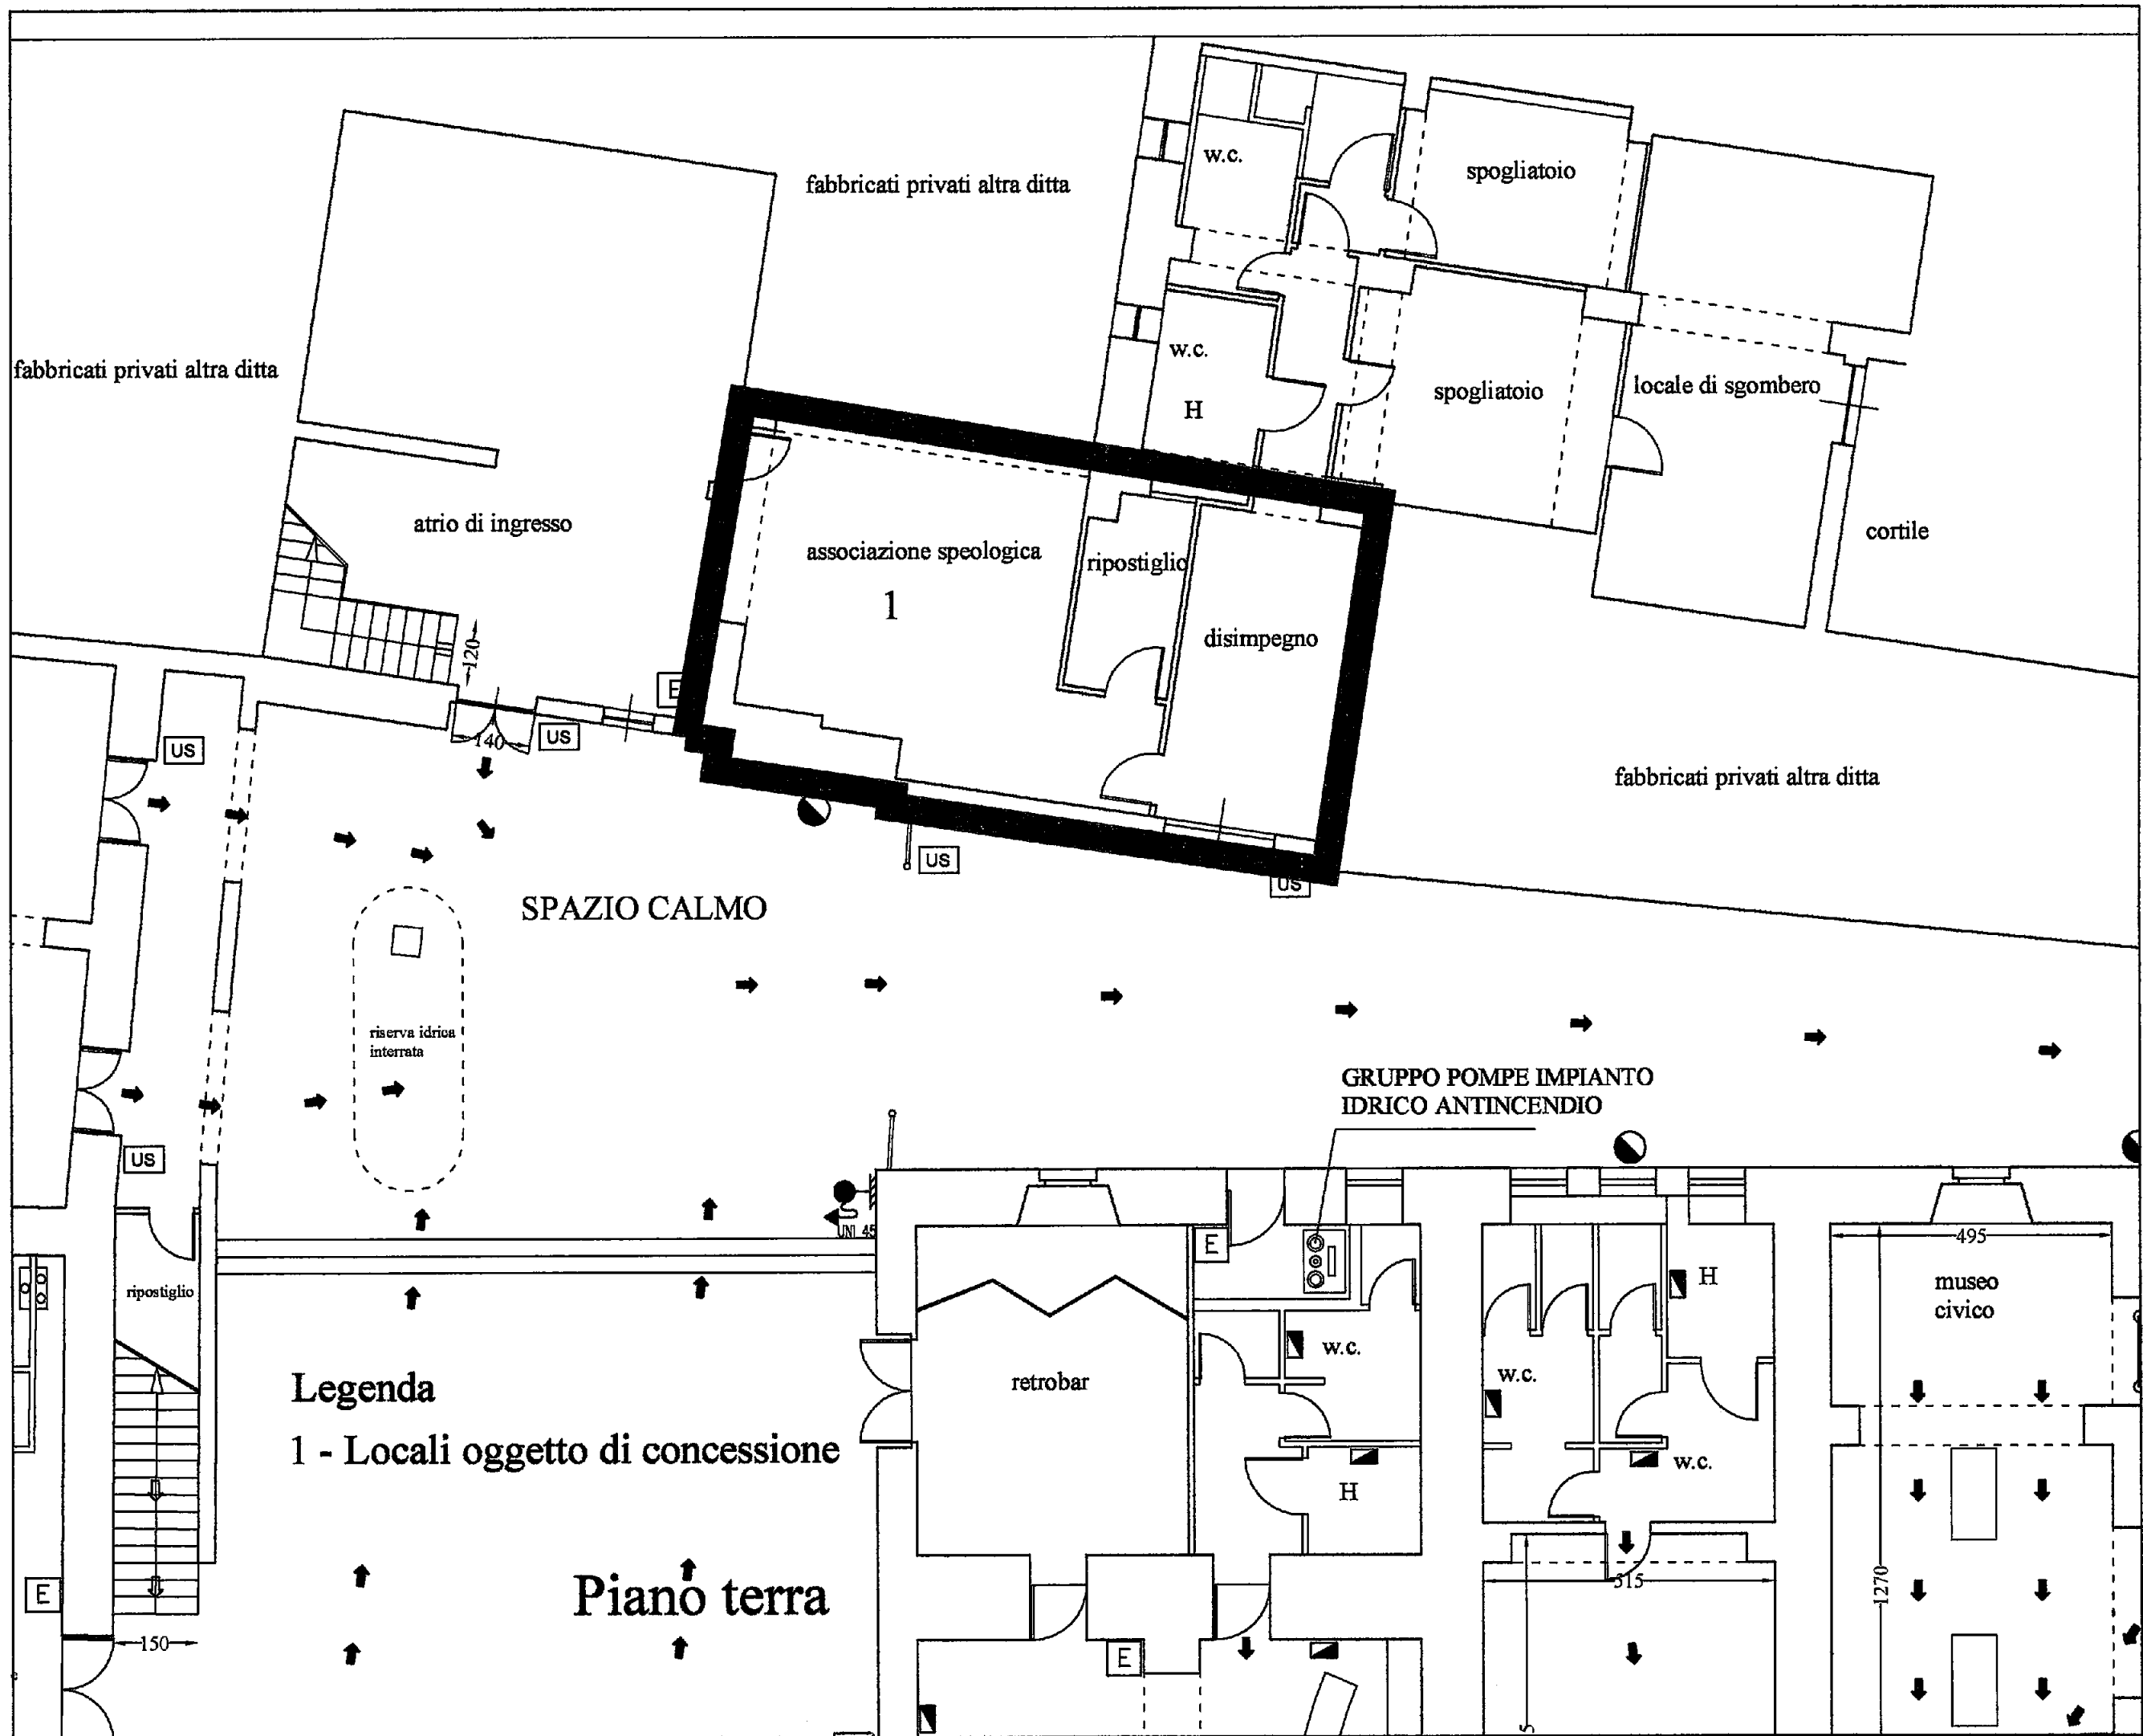 w.c.
spogliatoio
fabbricati privati altra ditta
fabbricati privati altra ditta
w.c.
H
spogliatoio
locale di sgombero
cortile
atrio di ingresso
associazione speologica
1
ripostiglio
disimpegno
120
E
140
US
US
fabbricati privati altra ditta
US
US
SPAZIO CALMO
riserva idrica
interrata
GRUPPO POMPE IMPIANTO
IDRICO ANTINCENDIO
US
UNI 45
E
495
H
museo
civico
ripostiglio
w.c.
w.c.
retrobar
Legenda
1 - Locali oggetto di concessione
w.c.
H
E
Piano terra
515
1270
150
E